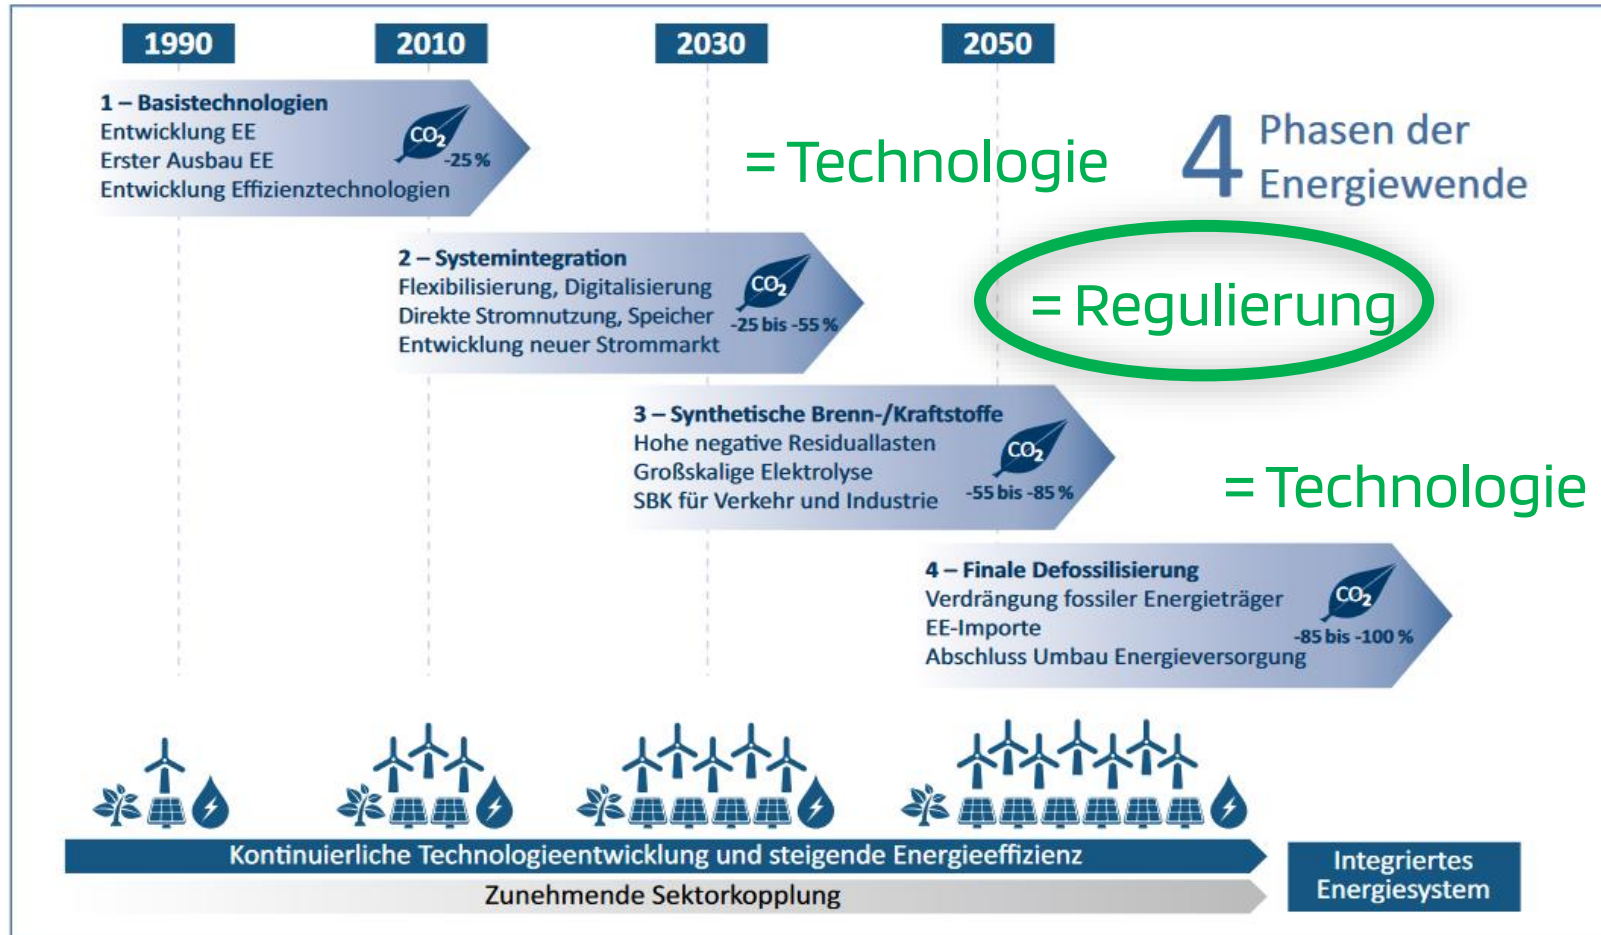 1990
2010
2030
2050
1 – Basistechnologien
Entwicklung EE
Erster Ausbau EE
Entwicklung Effizienztechnologien
CO₂
-25 %
= Technologie
4 Phasen der
Energiewende
2 – Systemintegration
Flexibilisierung, Digitalisierung
Direkte Stromnutzung, Speicher
Entwicklung neuer Strommarkt
CO₂
-25 bis -55 %
= Regulierung
3 – Synthetische Brenn-/Kraftstoffe
Hohe negative Residuallasten
Großskalige Elektrolyse
SBK für Verkehr und Industrie
CO₂
-55 bis -85 %
= Technologie
4 – Finale Defossilisierung
Verdrängung fossiler Energieträger
EE-Importe
Abschluss Umbau Energieversorgung
CO₂
-85 bis -100 %
Kontinuierliche Technologieentwicklung und steigende Energieeffizienz
Zunehmende Sektorkopplung
Integriertes
Energiesystem